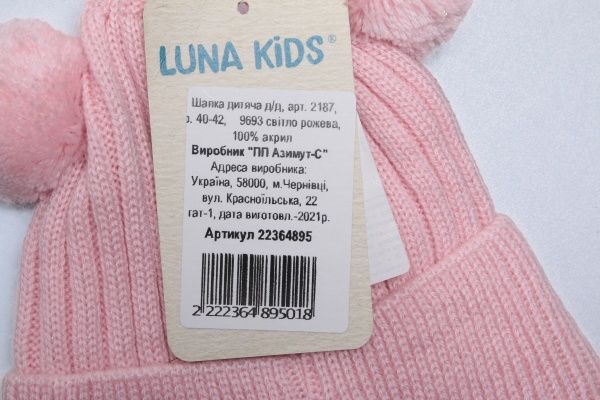 LUNA KiDS®
Шапка дитяча д/д, арт. 2187,
р. 40-42, 9693 світло рожева,
100% акрил
Виробник "ПП Азимут-С"
Адреса виробника:
Україна, 58000, м.Чернівці,
вул. Красноїльська, 22
гат-1, дата виготовл.-2021р.
Артикул 22364895
2 222364 895018